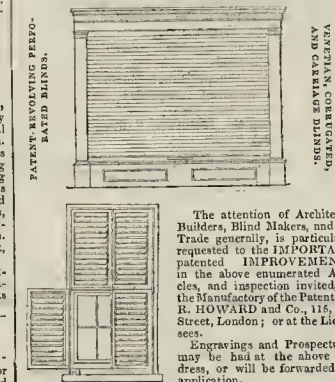 PATENT-REVOLVING PERFO-
RATED BLINDS.
VENETIAN, CORRUGATED,
AND CARRIAGE BLINDS.
The attention of Archite
Builders, Blind Makers, and
Trade generally, is particula
requested to the IMPORTA
patented IMPROVEMEN
in the above enumerated A
cles, and inspection invited,
the Manufactory of the Patent
R. HOWARD and Co., 116,
Street, London; or at the Lic
sees.
Engravings and Prospectu
may be had at the above
dress, or will be forwarded
application.